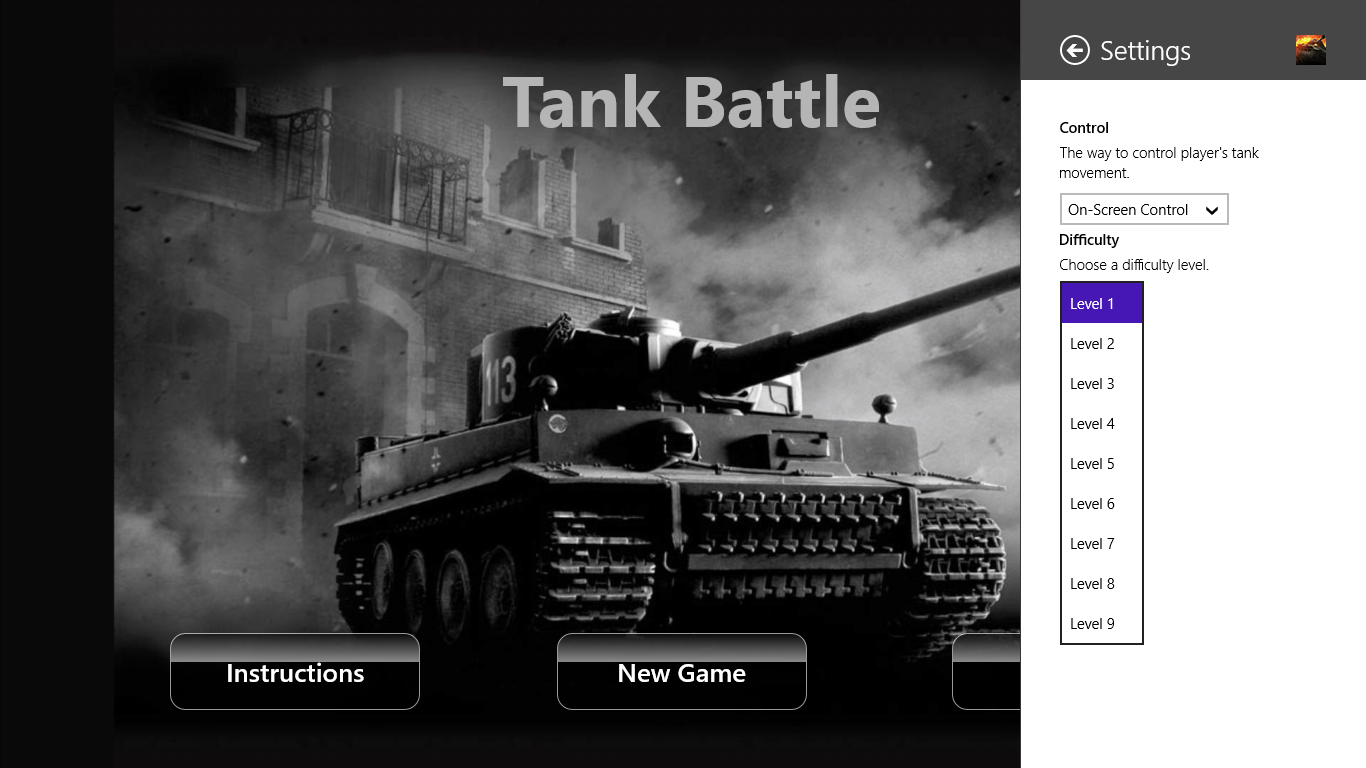 Tank Battle
113
Instructions
New Game
Settings
Control
The way to control player's tank
movement.
On-Screen Control
Difficulty
Choose a difficulty level.
Level 1
Level 2
Level 3
Level 4
Level 5
Level 6
Level 7
Level 8
Level 9